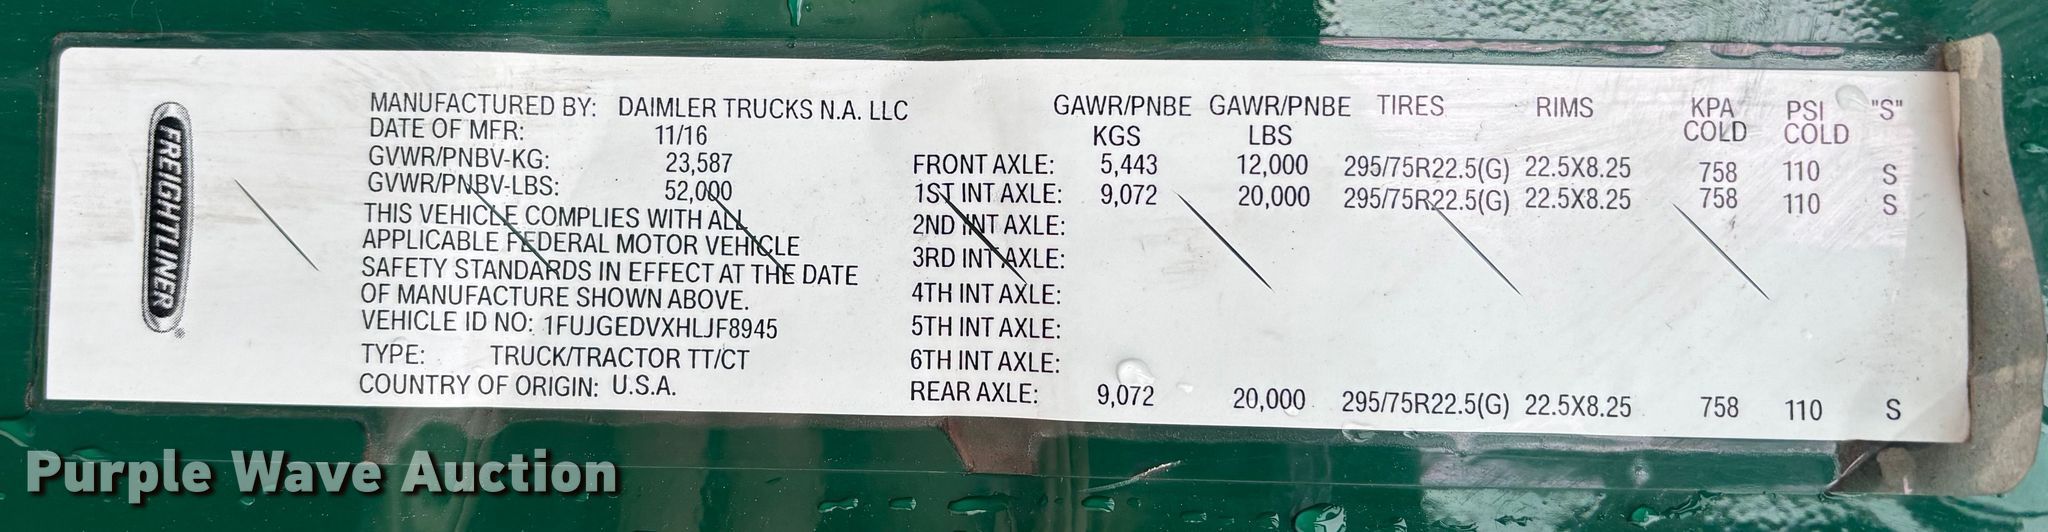 FREIGHTLINER
MANUFACTURED BY: DAIMLER TRUCKS N.A. LLC
DATE OF MFR: 11/16
GVWR/PNBV-KG: 23,587
GVWR/PNBV-LBS: 52,000
THIS VEHICLE COMPLIES WITH ALL
APPLICABLE FEDERAL MOTOR VEHICLE
SAFETY STANDARDS IN EFFECT AT THE DATE
OF MANUFACTURE SHOWN ABOVE.
VEHICLE ID NO: 1FUJGEDVXHLJF8945
TYPE: TRUCK/TRACTOR TT/CT
COUNTRY OF ORIGIN: U.S.A.
GAWR/PNBE GAWR/PNBE TIRES RIMS KPA PSI "S"
KGS LBS COLD COLD
FRONT AXLE: 5,443 12,000 295/75R22.5(G) 22.5X8.25 758 110 S
1ST INT AXLE: 9,072 20,000 295/75R22.5(G) 22.5X8.25 758 110 S
2ND INT AXLE:
3RD INT AXLE:
4TH INT AXLE:
5TH INT AXLE:
6TH INT AXLE:
REAR AXLE: 9,072 20,000 295/75R22.5(G) 22.5X8.25 758 110 S
Purple Wave Auction